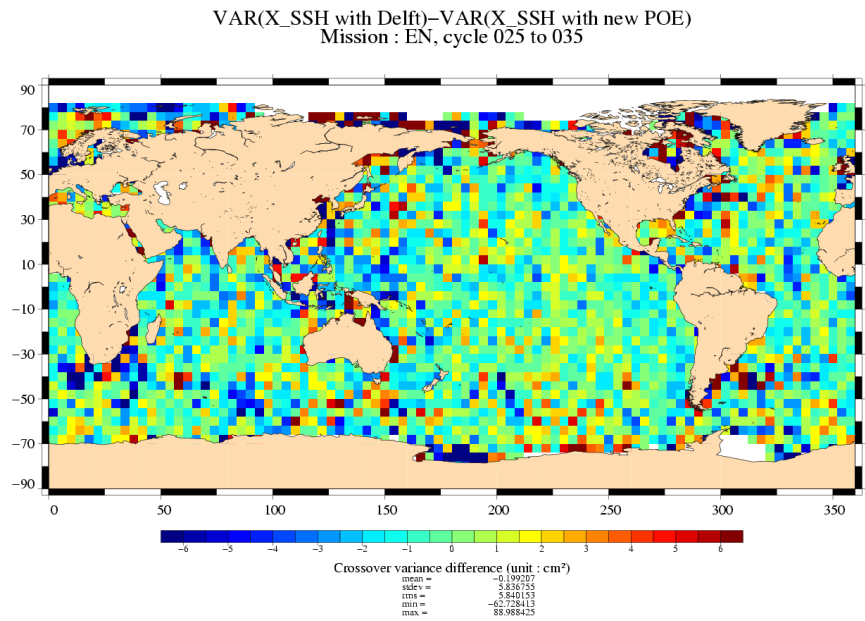 VAR(X_SSH with Delft)−VAR(X_SSH with new POE)
Mission : EN, cycle 025 to 035
90
70
50
30
10
−10
−30
−50
−70
−90
0 50 100 150 200 250 300 350
−6 −5 −4 −3 −2 −1 0 1 2 3 4 5 6
Crossover variance difference (unit : cm²)
mean = −0.199207
stdev = 5.836755
rms = 5.840153
min = −62.728413
max = 88.988425